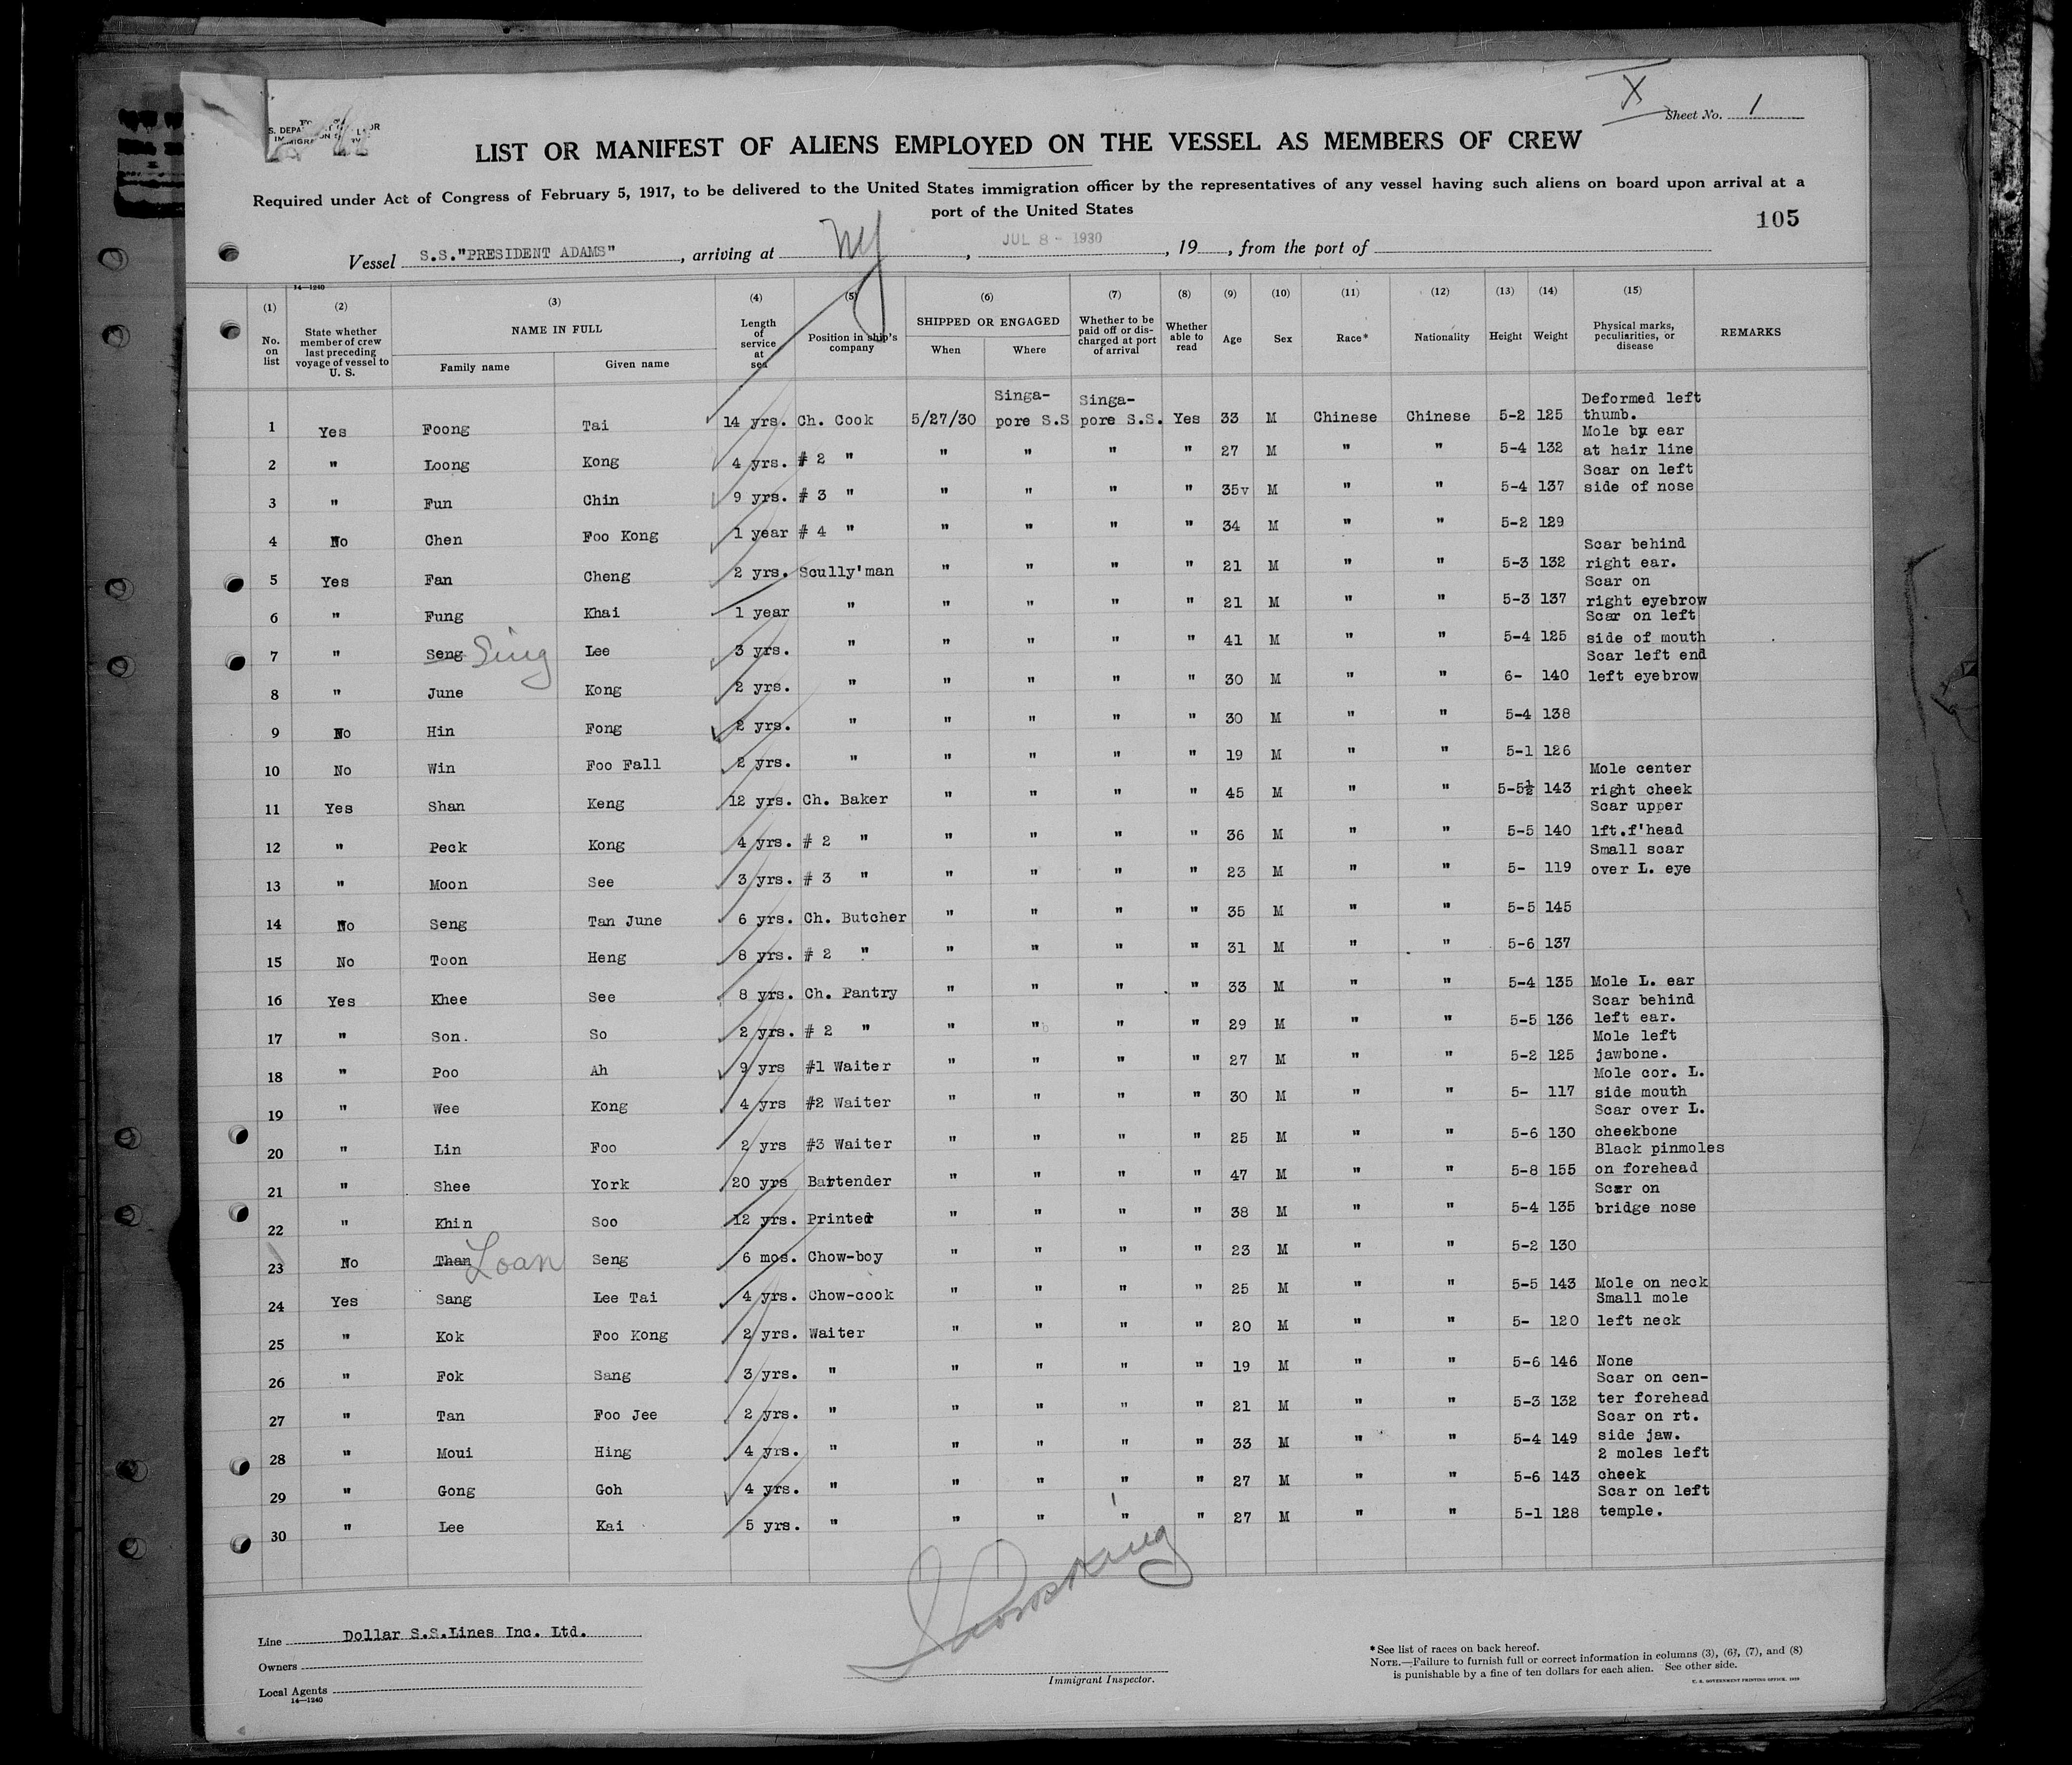 X
Sheet No. 1
LIST OR MANIFEST OF ALIENS EMPLOYED ON THE VESSEL AS MEMBERS OF CREW
Required under Act of Congress of February 5, 1917, to be delivered to the United States immigration officer by the representatives of any vessel having such aliens on board upon arrival at a
port of the United States
105
Vessel S.S."PRESIDENT ADAMS", arriving at NY, JUL 8 - 1930, 19, from the port of
14—1240
(1) No. on list (2) State whether member of crew last preceding voyage of vessel to U. S. (3) NAME IN FULL Family name Given name (4) Length of service at sea (5) Position in ship's company (6) SHIPPED OR ENGAGED When Where (7) Whether to be paid off or discharged at port of arrival (8) Whether able to read (9) Age (10) Sex (11) Race* (12) Nationality (13) Height (14) Weight (15) Physical marks, peculiarities, or disease REMARKS
1 Yes Foong Tai 14 yrs. Ch. Cook 5/27/30 Singa-pore S.S Singa-pore S.S. Yes 33 M Chinese Chinese 5-2 125 Deformed left thumb.
2 " Loong Kong 4 yrs. # 2 " " " " " 27 M " " 5-4 132 Mole by ear at hair line
3 " Fun Chin 9 yrs. # 3 " " " " " 35v M " " 5-4 137 Scar on left side of nose
4 No Chen Foo Kong 1 year # 4 " " " " " 34 M " " 5-2 129
5 Yes Fan Cheng 2 yrs. Scully'man " " " " 21 M " " 5-3 132 Scar behind right ear.
6 " Fung Khai 1 year " " " " " 21 M " " 5-3 137 Scar on right eyebrow
7 " Seng Sing Lee 3 yrs. " " " " " 41 M " " 5-4 125 Scar on left side of mouth
8 " June Kong 2 yrs. " " " " " 30 M " " 6- 140 Scar left end left eyebrow
9 No Hin Fong 2 yrs. " " " " " 30 M " " 5-4 138
10 No Win Foo Fall 2 yrs. " " " " " 19 M " " 5-1 126
11 Yes Shan Keng 12 yrs. Ch. Baker " " " " 45 M " " 5-5½ 143 Mole center right cheek
12 " Peck Kong 4 yrs. # 2 " " " " " 36 M " " 5-5 140 Scar upper lft.f'head
13 " Moon See 3 yrs. # 3 " " " " " 23 M " " 5- 119 Small scar over L. eye
14 No Seng Tan June 6 yrs. Ch. Butcher " " " " 35 M " " 5-5 145
15 No Toon Heng 8 yrs. # 2 " " " " " 31 M " " 5-6 137
16 Yes Khee See 8 yrs. Ch. Pantry " " " " 33 M " " 5-4 135 Mole L. ear
17 " Son. So 2 yrs. # 2 " " " " " 29 M " " 5-5 136 Scar behind left ear.
18 " Poo Ah 9 yrs #1 Waiter " " " " 27 M " " 5-2 125 Mole left jawbone.
19 " Wee Kong 4 yrs #2 Waiter " " " " 30 M " " 5- 117 Mole cor. L. side mouth
20 " Lin Foo 2 yrs #3 Waiter " " " " 25 M " " 5-6 130 Scar over L. cheekbone
21 " Shee York 20 yrs Bartender " " " " 47 M " " 5-8 155 Black pinmoles on forehead
22 " Khin Soo 12 yrs. Printer " " " " 38 M " " 5-4 135 Scar on bridge nose
23 No Than Loan Seng 6 mos. Chow-boy " " " " 23 M " " 5-2 130
24 Yes Sang Lee Tai 4 yrs. Chow-cook " " " " 25 M " " 5-5 143 Mole on neck
25 " Kok Foo Kong 2 yrs. Waiter " " " " 20 M " " 5- 120 Small mole left neck
26 " Fok Sang 3 yrs. " " " " " 19 M " " 5-6 146 None
27 " Tan Foo Jee 2 yrs. " " " " " 21 M " " 5-3 132 Scar on cen-ter forehead
28 " Moui Hing 4 yrs. " " " " " 33 M " " 5-4 149 Scar on rt. side jaw.
29 " Gong Goh 4 yrs. " " " " " 27 M " " 5-6 143 2 moles left cheek
30 " Lee Kai 5 yrs. " " " " " 27 M " " 5-1 128 Scar on left temple.
Line Dollar S.S.Lines Inc. Ltd.
Owners
Local Agents
14—1240
Immigrant Inspector.
*See list of races on back hereof.
NOTE.—Failure to furnish full or correct information in columns (3), (6), (7), and (8)
is punishable by a fine of ten dollars for each alien. See other side.
U. S. GOVERNMENT PRINTING OFFICE, 1929